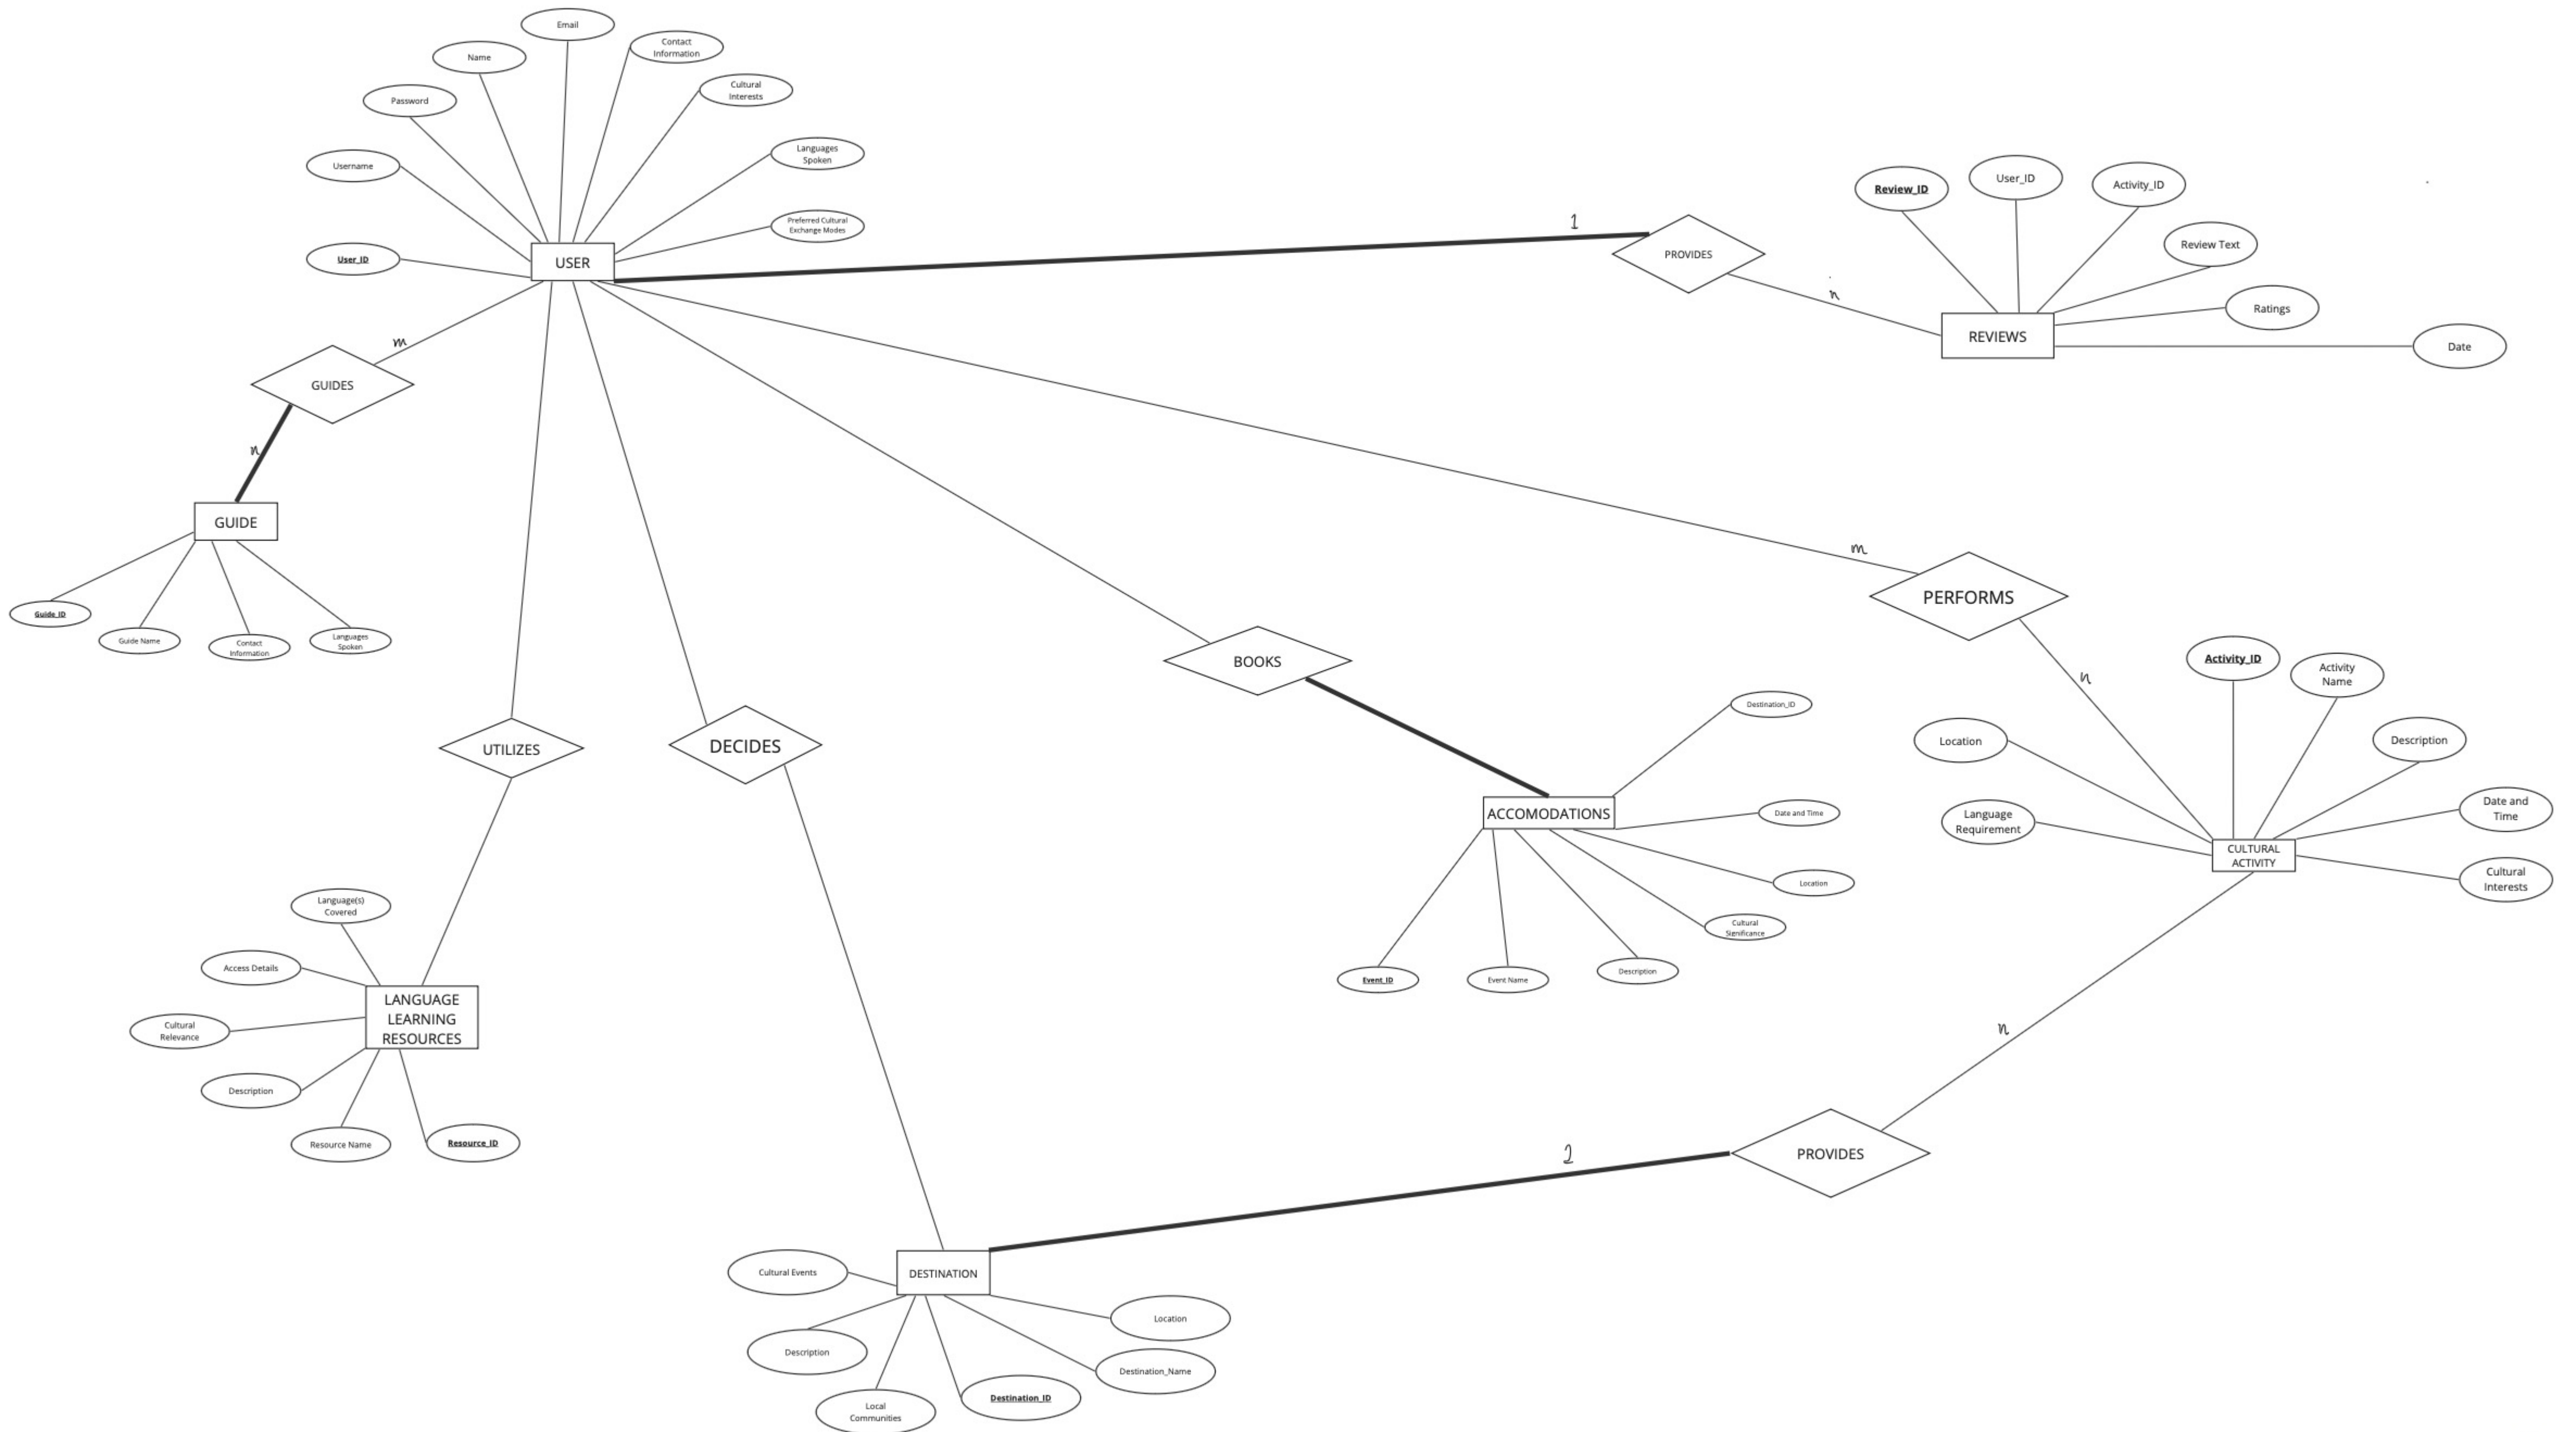 Email
Name
Contact
Information
Cultural
Interests
Password
Languages
Spoken
Username
Preferred Cultural
Exchange Modes
User_ID
USER
1
PROVIDES
n
Review_ID
User_ID
Activity_ID
Review Text
Ratings
REVIEWS
Date
m
GUIDES
n
GUIDE
Guide_ID
Guide Name
Contact
Information
Languages
Spoken
m
PERFORMS
n
BOOKS
UTILIZES
DECIDES
Activity_ID
Activity
Name
Location
Description
Language
Requirement
Date and
Time
CULTURAL
ACTIVITY
Cultural
Interests
Destination_ID
ACCOMODATIONS
Date and Time
Location
Cultural
Significance
Description
Event_ID
Event Name
Language(s)
Covered
Access Details
LANGUAGE
LEARNING
RESOURCES
Cultural
Relevance
Description
Resource Name
Resource_ID
n
PROVIDES
DESTINATION
Cultural Events
Location
Description
Destination_Name
Local
Communities
Destination_ID